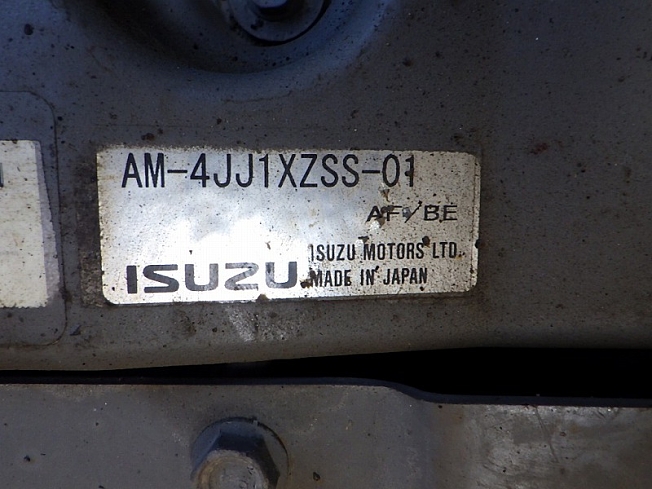 AM-4JJ1XZSS-01
AF/BE
ISUZU
ISUZU MOTORS LTD.
MADE IN JAPAN